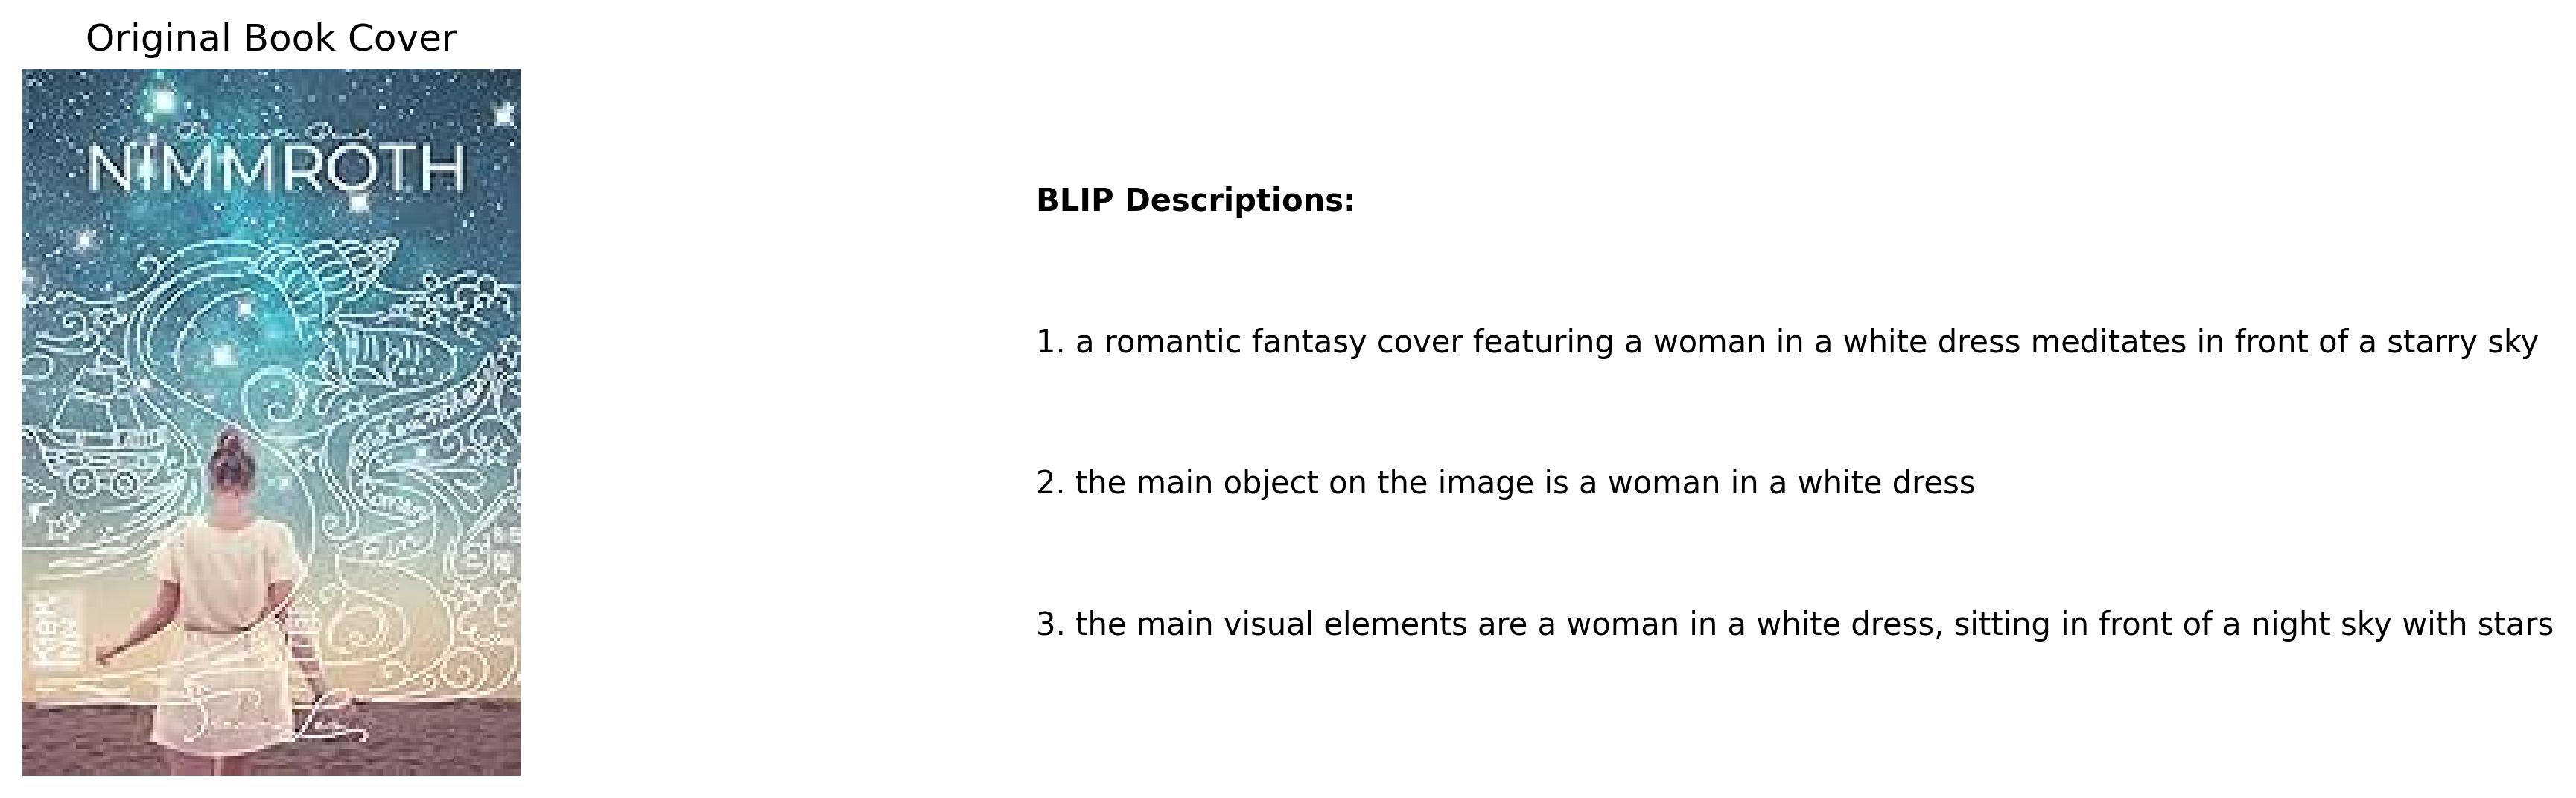 Original Book Cover
NIMMROTH
BLIP Descriptions:
1. a romantic fantasy cover featuring a woman in a white dress meditates in front of a starry sky
2. the main object on the image is a woman in a white dress
3. the main visual elements are a woman in a white dress, sitting in front of a night sky with stars